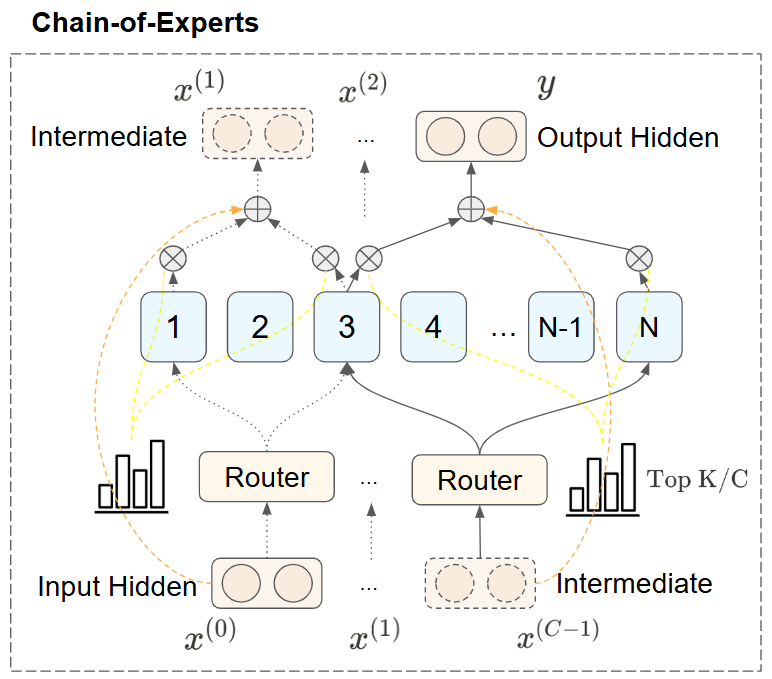 Chain-of-Experts
x^{(1)} x^{(2)} y
Intermediate ... Output Hidden
1 2 3 4 ... N-1 N
Router ... Router Top K/C
Input Hidden ... Intermediate
x^{(0)} x^{(1)} x^{(C-1)}